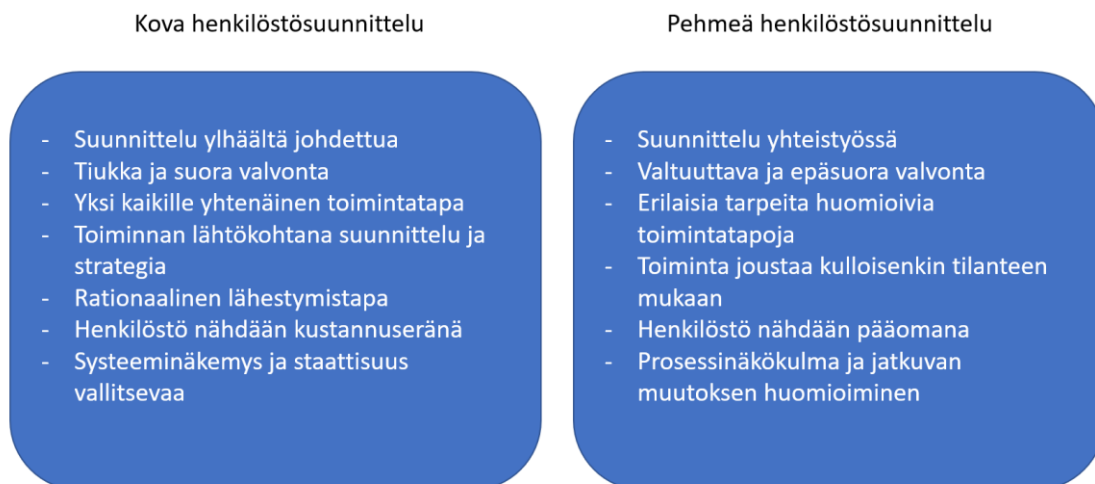 Kova henkilöstösuunnittelu
- Suunnittelu ylhäältä johdettua
- Tiukka ja suora valvonta
- Yksi kaikille yhtenäinen toimintatapa
- Toiminnan lähtökohtana suunnittelu ja
strategia
- Rationaalinen lähestymistapa
- Henkilöstö nähdään kustannuseränä
- Systeeminäkemys ja staattisuus
vallitsevaa
Pehmeä henkilöstösuunnittelu
- Suunnittelu yhteistyössä
- Valtuuttava ja epäsuora valvonta
- Erilaisia tarpeita huomioivia
toimintatapoja
- Toiminta joustaa kulloisenkin tilanteen
mukaan
- Henkilöstö nähdään pääomana
- Prosessinäkökulma ja jatkuvan
muutoksen huomioiminen